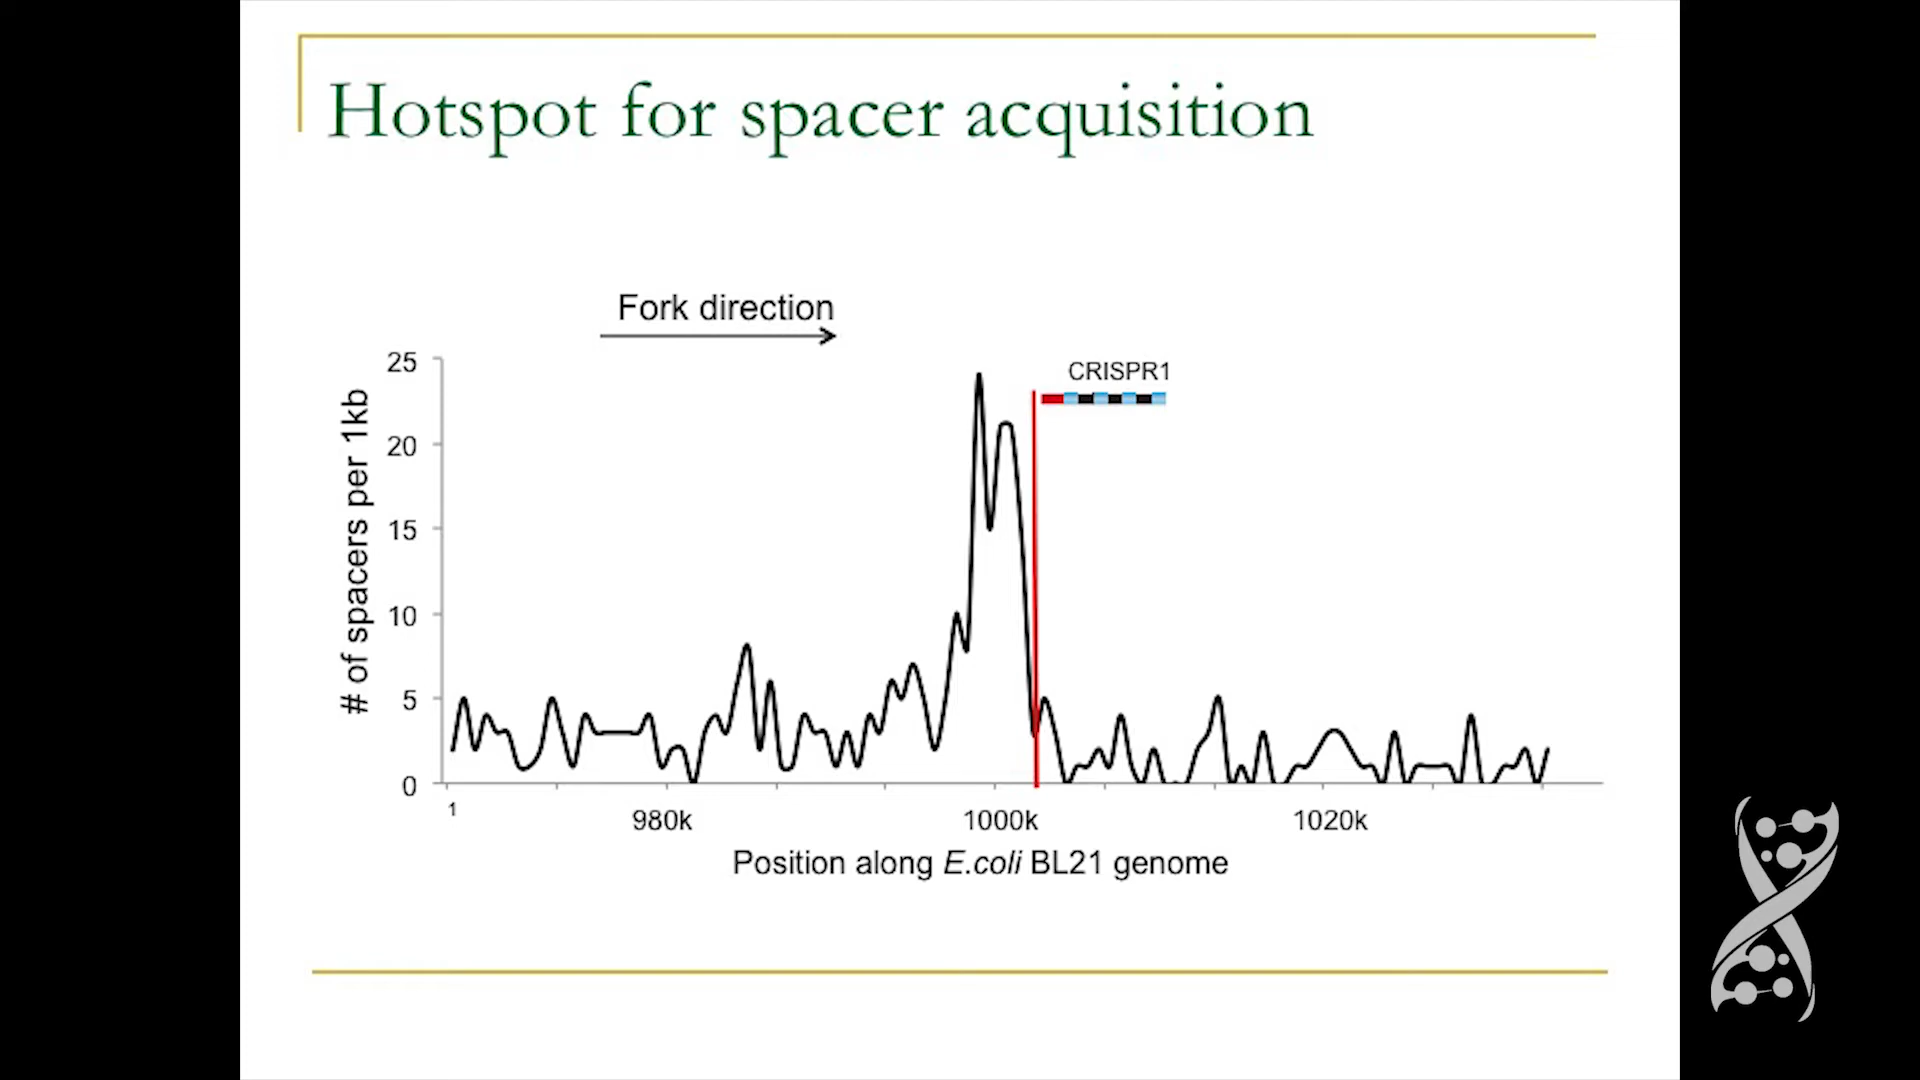 Hotspot for spacer acquisition
Fork direction
CRISPR1
# of spacers per 1kb
25
20
15
10
5
0
1
980k
1000k
1020k
Position along E.coli BL21 genome